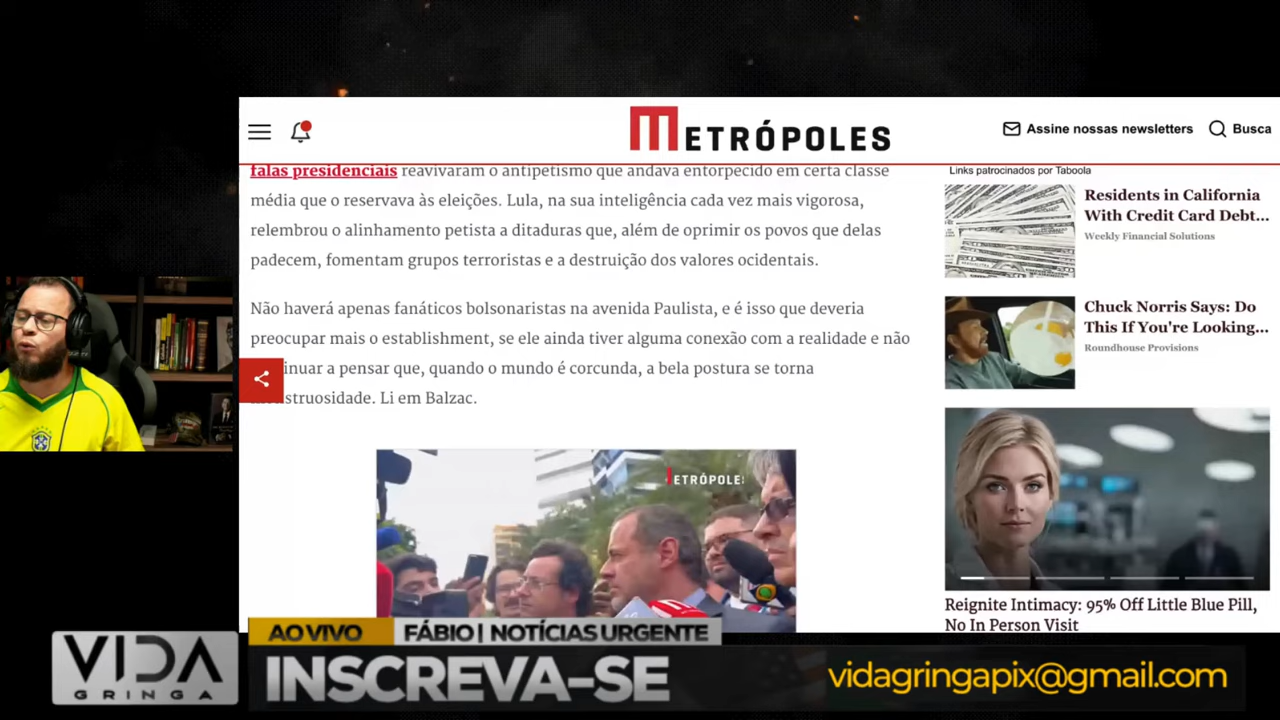 METRÓPOLES
Assine nossas newsletters
Busca
falas presidenciais reavivaram o antipetismo que andava entorpecido em certa classe
média que o reservava às eleições. Lula, na sua inteligência cada vez mais vigorosa,
relembrou o alinhamento petista a ditaduras que, além de oprimir os povos que delas
padecem, fomentam grupos terroristas e a destruição dos valores ocidentais.
Não haverá apenas fanáticos bolsonaristas na avenida Paulista, e é isso que deveria
preocupar mais o establishment, se ele ainda tiver alguma conexão com a realidade e não
inuar a pensar que, quando o mundo é corcunda, a bela postura se torna
struosidade. Li em Balzac.
METRÓPOLES
Links patrocinados por Taboola
Residents in California
With Credit Card Debt...
Weekly Financial Solutions
Chuck Norris Says: Do
This If You're Looking...
Roundhouse Provisions
Reignite Intimacy: 95% Off Little Blue Pill,
No In Person Visit
VIDA
GRINGA
AO VIVO
FÁBIO | NOTÍCIAS URGENTE
INSCREVA-SE
vidagringapix@gmail.com